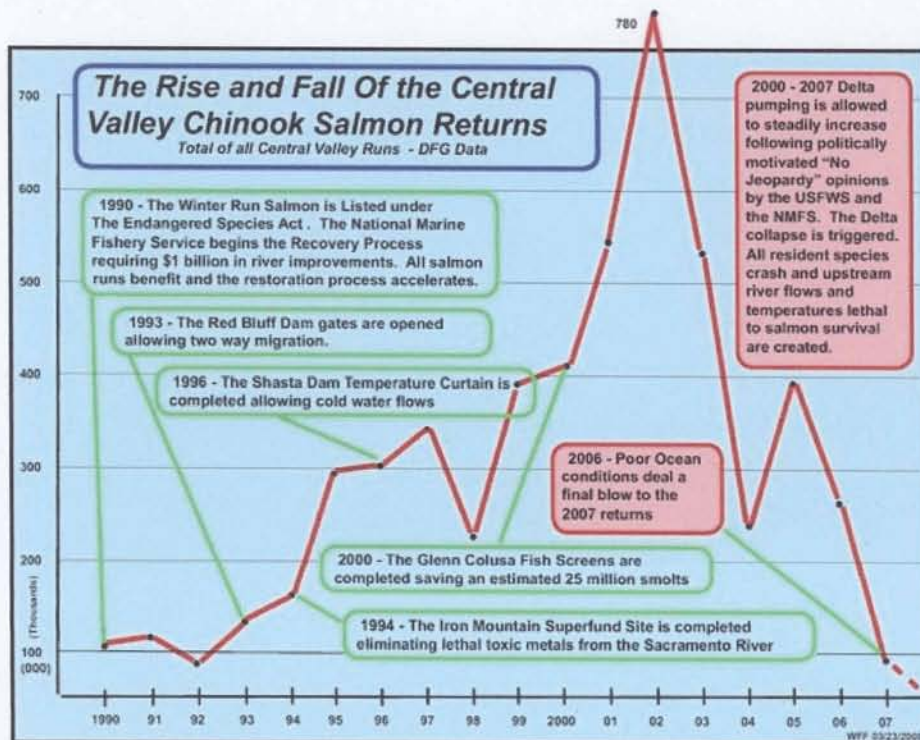 780
The Rise and Fall Of the Central
Valley Chinook Salmon Returns
Total of all Central Valley Runs - DFG Data
2000 - 2007 Delta
pumping is allowed
to steadily increase
following politically
motivated “No
Jeopardy” opinions
by the USFWS and
the NMFS. The Delta
collapse is triggered.
All resident species
crash and upstream
river flows and
temperatures lethal
to salmon survival
are created.
1990 - The Winter Run Salmon is Listed under
The Endangered Species Act . The National Marine
Fishery Service begins the Recovery Process
requiring $1 billion in river improvements. All salmon
runs benefit and the restoration process accelerates.
1993 - The Red Bluff Dam gates are opened
allowing two way migration.
1996 - The Shasta Dam Temperature Curtain is
completed allowing cold water flows
2006 - Poor Ocean
conditions deal a
final blow to the
2007 returns
2000 - The Glenn Colusa Fish Screens are
completed saving an estimated 25 million smolts
1994 - The Iron Mountain Superfund Site is completed
eliminating lethal toxic metals from the Sacramento River
700
600
500
400
300
200
100
(000)
(Thousands)
1990 91 92 93 94 95 96 97 98 99 2000 01 02 03 04 05 06 07
WFF